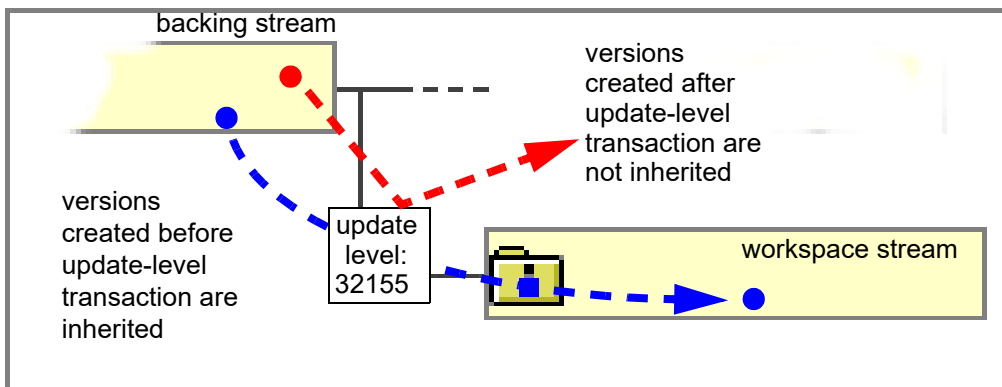 backing stream
versions
created after
update-level
transaction are
not inherited
versions
created before
update-level
transaction are
inherited
update
level:
32155
workspace stream